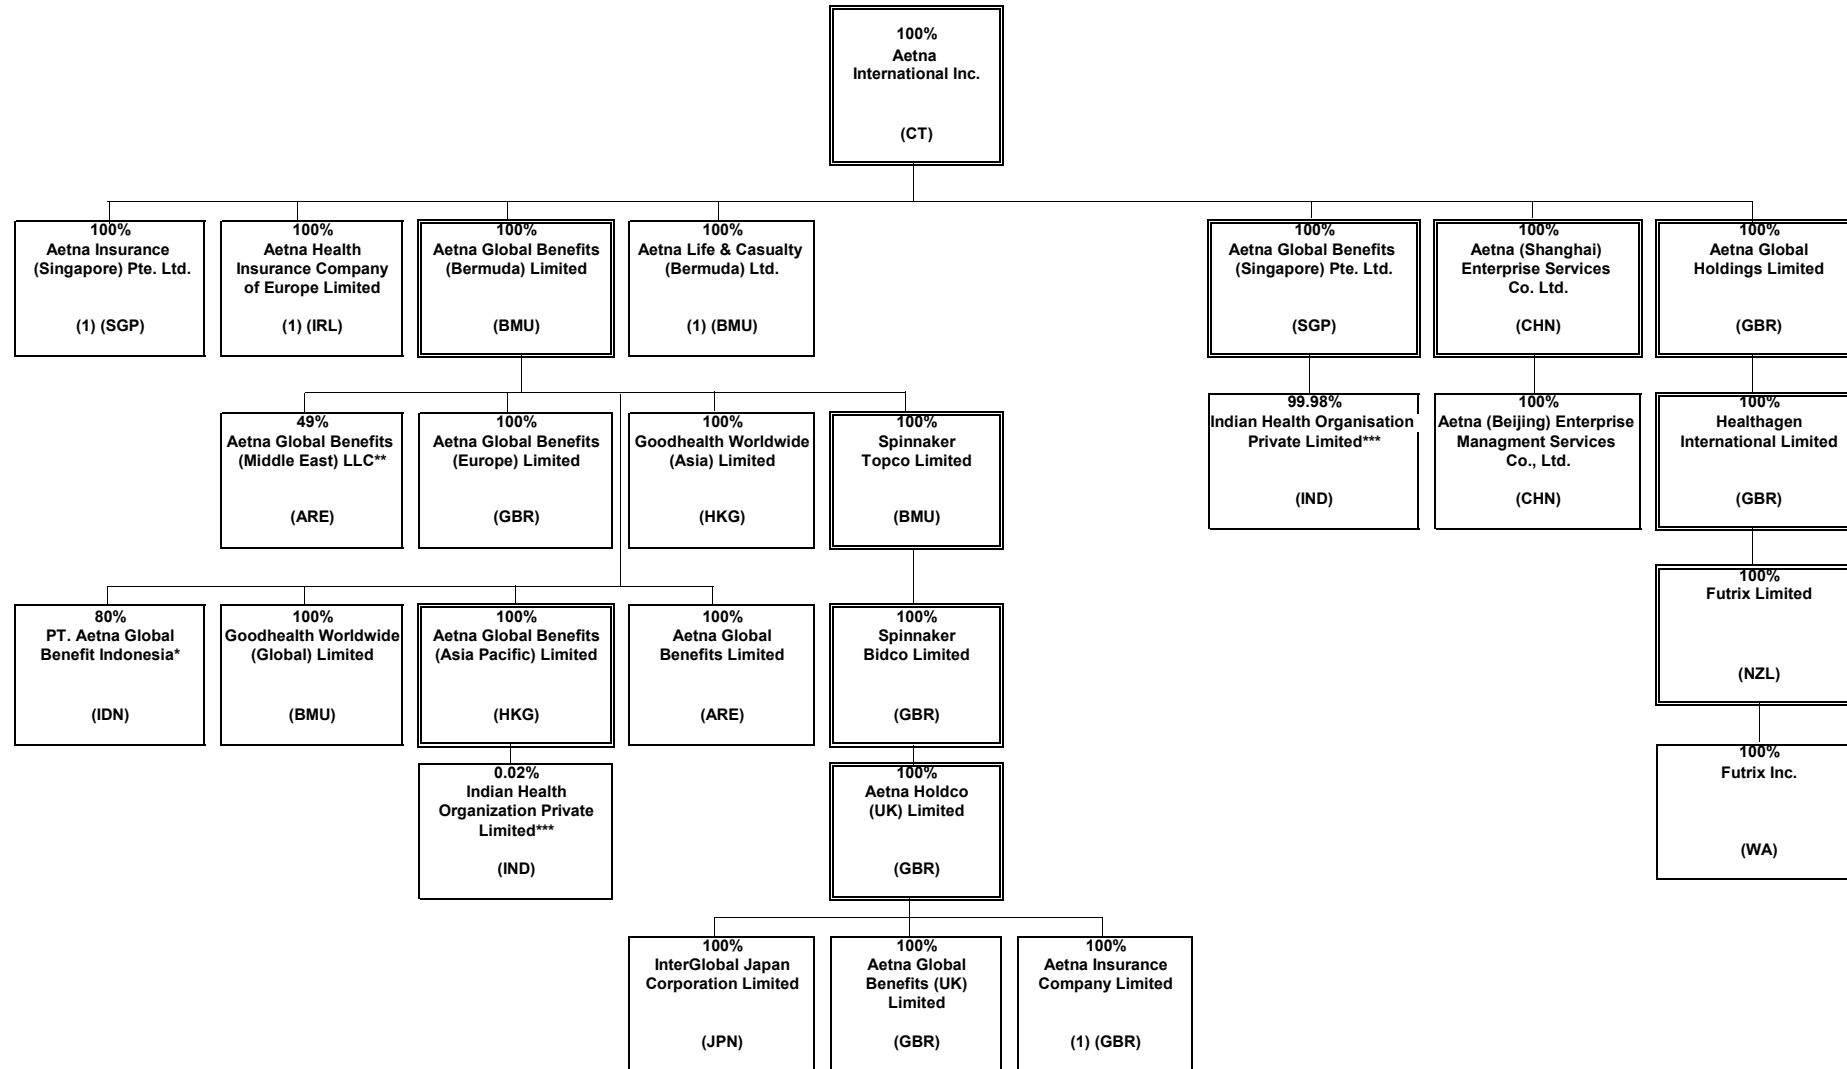 100%
Aetna
International Inc.
(CT)
100%
Aetna Insurance
(Singapore) Pte. Ltd.
(1) (SGP)
100%
Aetna Health
Insurance Company
of Europe Limited
(1) (IRL)
100%
Aetna Global Benefits
(Bermuda) Limited
(BMU)
100%
Aetna Life & Casualty
(Bermuda) Ltd.
(1) (BMU)
100%
Aetna Global Benefits
(Singapore) Pte. Ltd.
(SGP)
100%
Aetna (Shanghai)
Enterprise Services
Co. Ltd.
(CHN)
100%
Aetna Global
Holdings Limited
(GBR)
49%
Aetna Global Benefits
(Middle East) LLC**
(ARE)
100%
Aetna Global Benefits
(Europe) Limited
(GBR)
100%
Goodhealth Worldwide
(Asia) Limited
(HKG)
100%
Spinnaker
Topco Limited
(BMU)
99.98%
Indian Health Organisation
Private Limited***
(IND)
100%
Aetna (Beijing) Enterprise
Managment Services
Co., Ltd.
(CHN)
100%
Healthagen
International Limited
(GBR)
80%
PT. Aetna Global
Benefit Indonesia*
(IDN)
100%
Goodhealth Worldwide
(Global) Limited
(BMU)
100%
Aetna Global Benefits
(Asia Pacific) Limited
(HKG)
100%
Aetna Global
Benefits Limited
(ARE)
100%
Spinnaker
Bidco Limited
(GBR)
100%
Futrix Limited
(NZL)
0.02%
Indian Health
Organization Private
Limited***
(IND)
100%
Aetna Holdco
(UK) Limited
(GBR)
100%
Futrix Inc.
(WA)
100%
InterGlobal Japan
Corporation Limited
(JPN)
100%
Aetna Global
Benefits (UK)
Limited
(GBR)
100%
Aetna Insurance
Company Limited
(1) (GBR)